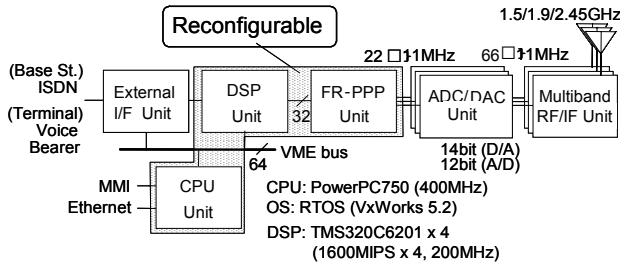 Reconfigurable
1.5/1.9/2.45GHz
22 □}1MHz
66 □}1MHz
(Base St.)
ISDN
(Terminal)
Voice
Bearer
External
I/F Unit
DSP
Unit
32
FR-PPP
Unit
ADC/DAC
Unit
Multiband
RF/IF Unit
14bit (D/A)
12bit (A/D)
64
VME bus
MMI
Ethernet
CPU
Unit
CPU: PowerPC750 (400MHz)
OS: RTOS (VxWorks 5.2)
DSP: TMS320C6201 x 4
(1600MIPS x 4, 200MHz)